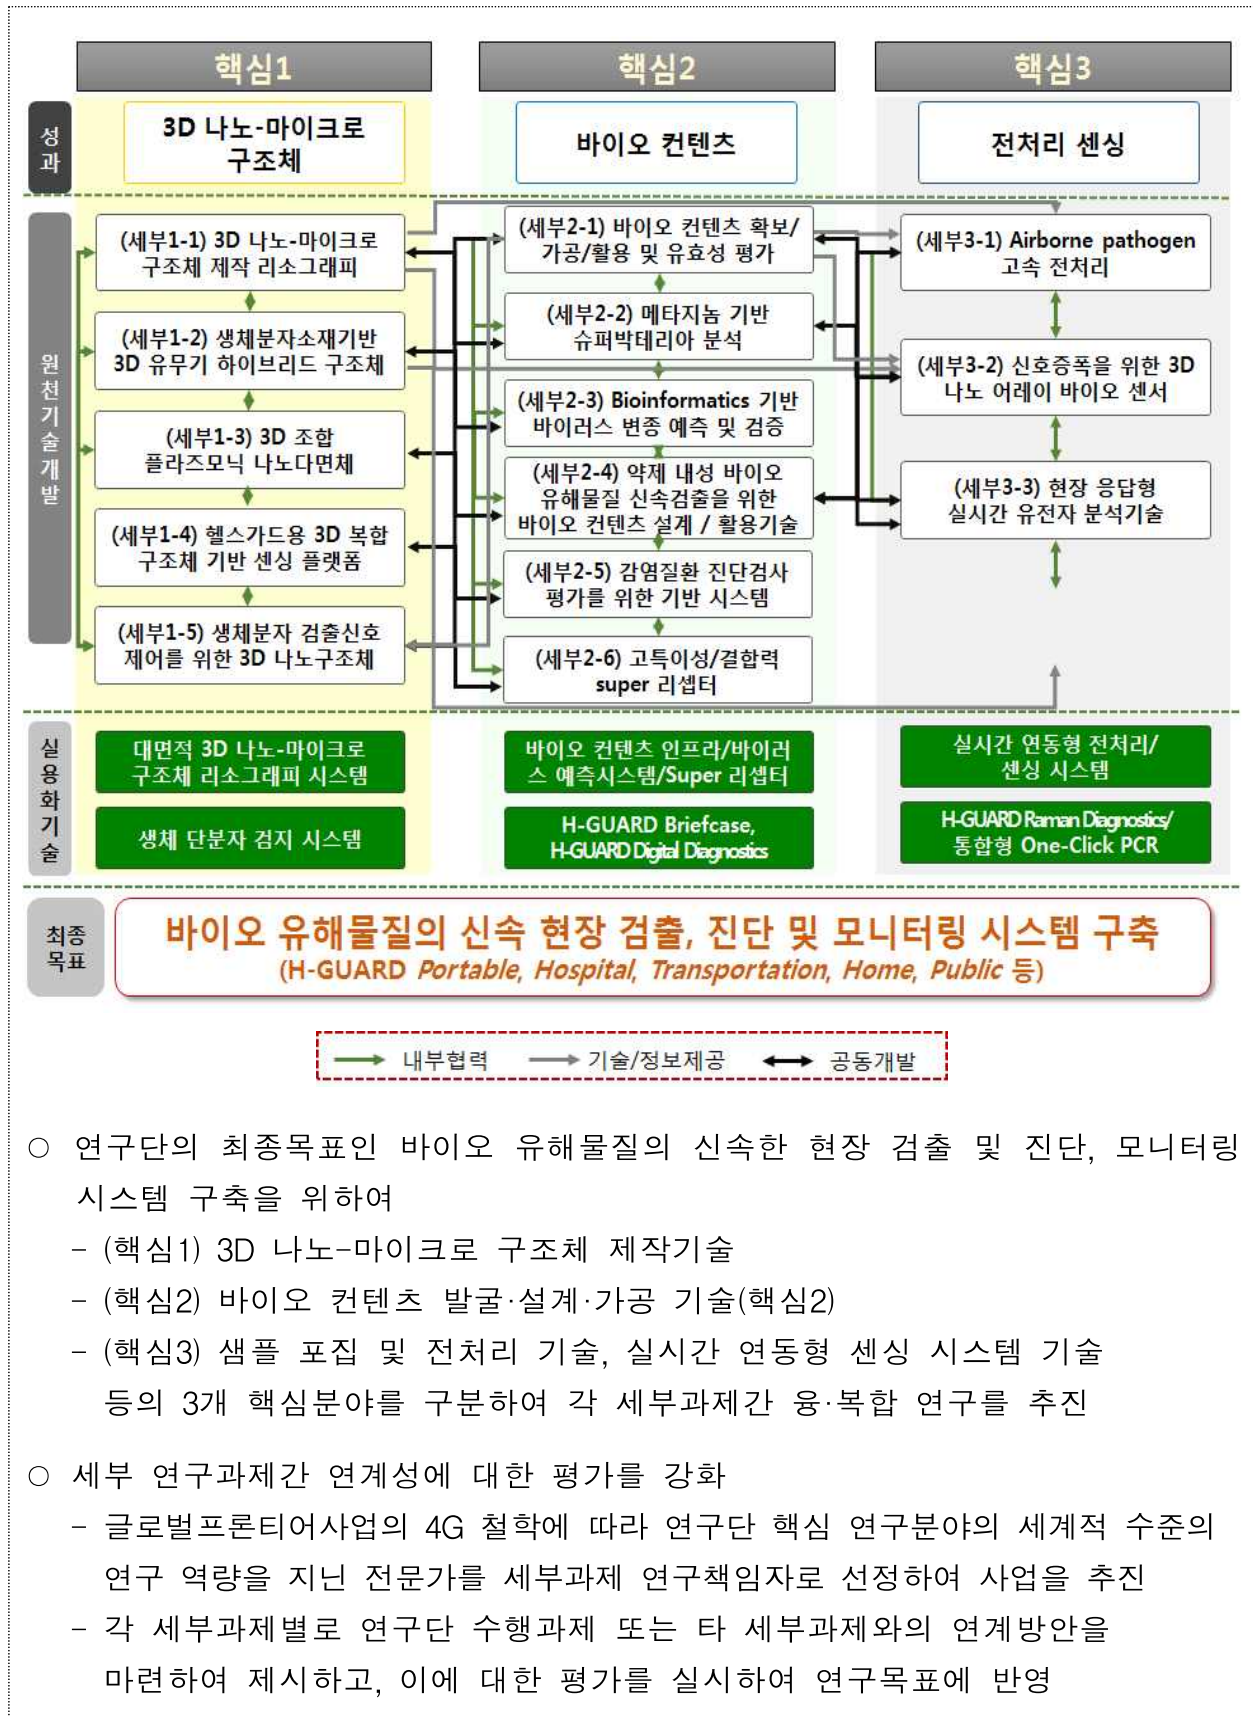 핵심1
핵심2
핵심3
성과
3D 나노-마이크로
구조체
바이오 컨텐츠
전처리 센싱
원천기술개발
(세부1-1) 3D 나노-마이크로
구조체 제작 리소그래피
(세부1-2) 생체분자소재기반
3D 유무기 하이브리드 구조체
(세부1-3) 3D 조합
플라즈모닉 나노다면체
(세부1-4) 헬스가드용 3D 복합
구조체 기반 센싱 플랫폼
(세부1-5) 생체분자 검출신호
제어를 위한 3D 나노구조체
(세부2-1) 바이오 컨텐츠 확보/
가공/활용 및 유효성 평가
(세부2-2) 메타지놈 기반
슈퍼박테리아 분석
(세부2-3) Bioinformatics 기반
바이러스 변종 예측 및 검증
(세부2-4) 약제 내성 바이오
유해물질 신속검출을 위한
바이오 컨텐츠 설계 / 활용기술
(세부2-5) 감염질환 진단검사
평가를 위한 기반 시스템
(세부2-6) 고특이성/결합력
super 리셉터
(세부3-1) Airborne pathogen
고속 전처리
(세부3-2) 신호증폭을 위한 3D
나노 어레이 바이오 센서
(세부3-3) 현장 응답형
실시간 유전자 분석기술
실용화기술
대면적 3D 나노-마이크로
구조체 리소그래피 시스템
생체 단분자 검지 시스템
바이오 컨텐츠 인프라/바이러
스 예측시스템/Super 리셉터
H-GUARD Briefcase,
H-GUARD Digital Diagnostics
실시간 연동형 전처리/
센싱 시스템
H-GUARD Raman Diagnostics/
통합형 One-Click PCR
최종
목표
바이오 유해물질의 신속 현장 검출, 진단 및 모니터링 시스템 구축
(H-GUARD Portable, Hospital, Transportation, Home, Public 등)
내부협력 기술/정보제공 공동개발
○ 연구단의 최종목표인 바이오 유해물질의 신속한 현장 검출 및 진단, 모니터링
시스템 구축을 위하여
- (핵심1) 3D 나노-마이크로 구조체 제작기술
- (핵심2) 바이오 컨텐츠 발굴·설계·가공 기술(핵심2)
- (핵심3) 샘플 포집 및 전처리 기술, 실시간 연동형 센싱 시스템 기술
등의 3개 핵심분야를 구분하여 각 세부과제간 융·복합 연구를 추진
○ 세부 연구과제간 연계성에 대한 평가를 강화
- 글로벌프론티어사업의 4G 철학에 따라 연구단 핵심 연구분야의 세계적 수준의
연구 역량을 지닌 전문가를 세부과제 연구책임자로 선정하여 사업을 추진
- 각 세부과제별로 연구단 수행과제 또는 타 세부과제와의 연계방안을
마련하여 제시하고, 이에 대한 평가를 실시하여 연구목표에 반영